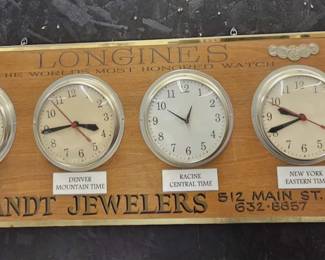 LONGINES
THE WORLD'S MOST HONORED WATCH
DENVER
MOUNTAIN TIME
RACINE
CENTRAL TIME
NEW YORK
EASTERN TIME
ANDT JEWELERS
512 MAIN ST.
632-8857